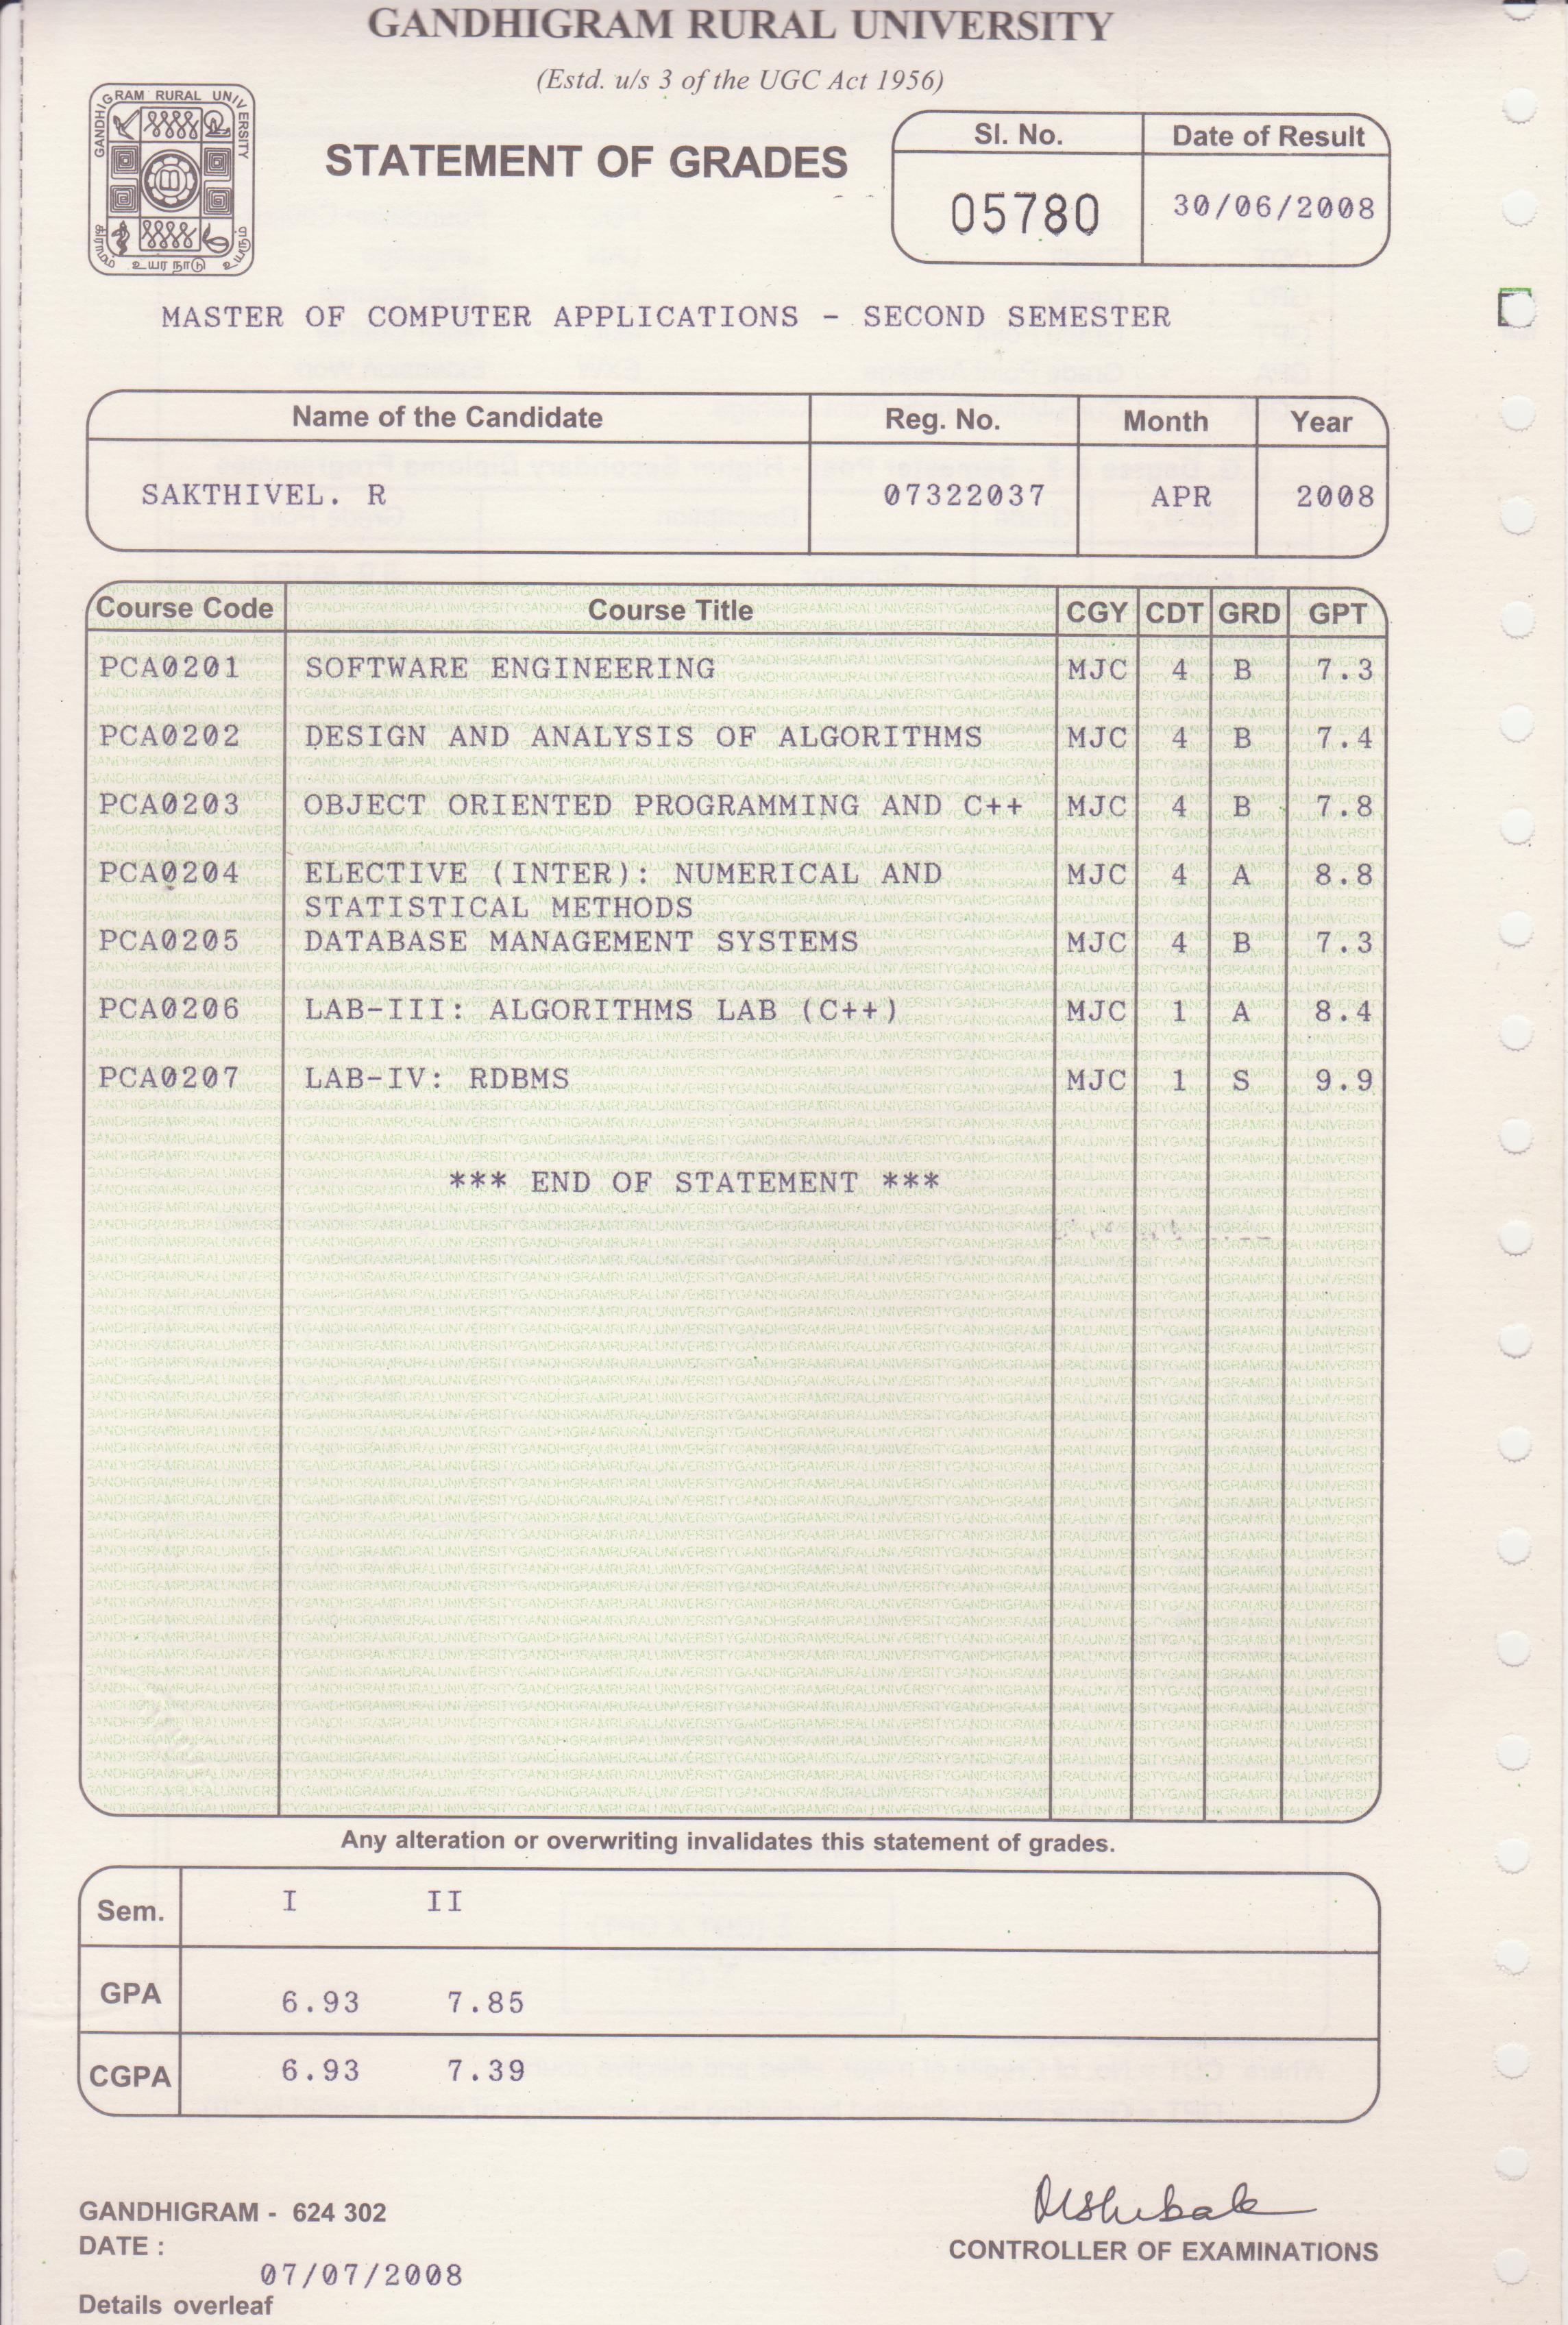 GANDHIGRAM RURAL UNIVERSITY
(Estd. u/s 3 of the UGC Act 1956)
GANDHIGRAM RURAL UNIVERSITY
உயர நாடு
STATEMENT OF GRADES
Sl. No. Date of Result
05780 30/06/2008
MASTER OF COMPUTER APPLICATIONS - SECOND SEMESTER
Name of the Candidate Reg. No. Month Year
SAKTHIVEL. R 07322037 APR 2008
Course Code Course Title CGY CDT GRD GPT
PCA0201 SOFTWARE ENGINEERING MJC 4 B 7.3
PCA0202 DESIGN AND ANALYSIS OF ALGORITHMS MJC 4 B 7.4
PCA0203 OBJECT ORIENTED PROGRAMMING AND C++ MJC 4 B 7.8
PCA0204 ELECTIVE (INTER): NUMERICAL AND MJC 4 A 8.8
STATISTICAL METHODS
PCA0205 DATABASE MANAGEMENT SYSTEMS MJC 4 B 7.3
PCA0206 LAB-III: ALGORITHMS LAB (C++) MJC 1 A 8.4
PCA0207 LAB-IV: RDBMS MJC 1 S 9.9
*** END OF STATEMENT ***
Any alteration or overwriting invalidates this statement of grades.
Sem. I II
GPA 6.93 7.85
CGPA 6.93 7.39
GANDHIGRAM - 624 302
DATE :
CONTROLLER OF EXAMINATIONS
07/07/2008
Details overleaf